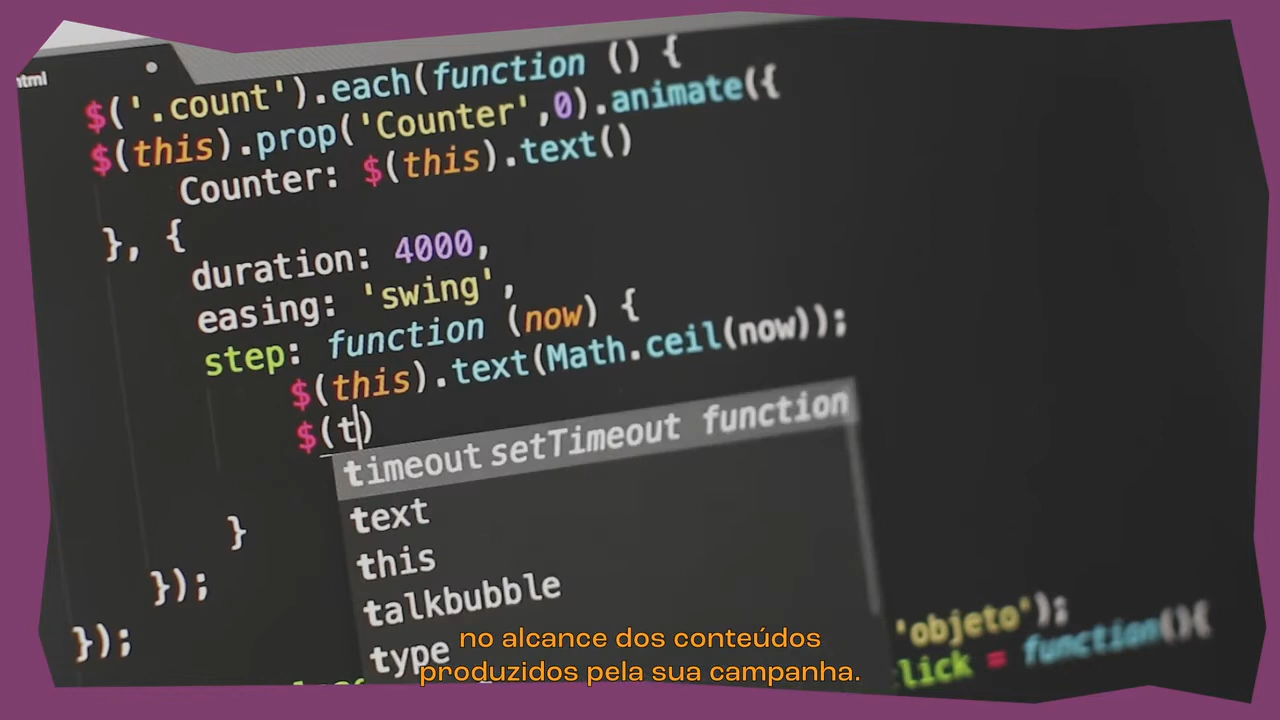 html
$('.count').each(function () {
$(this).prop('Counter',0).animate({
Counter: $(this).text()
}, {
duration: 4000,
easing: 'swing',
step: function (now) {
$(this).text(Math.ceil(now));
$(t)
timeout setTimeout function
text
this
talkbubble
type
}
});
});
'objeto');
lick = function(){
no alcance dos conteúdos
produzidos pela sua campanha.